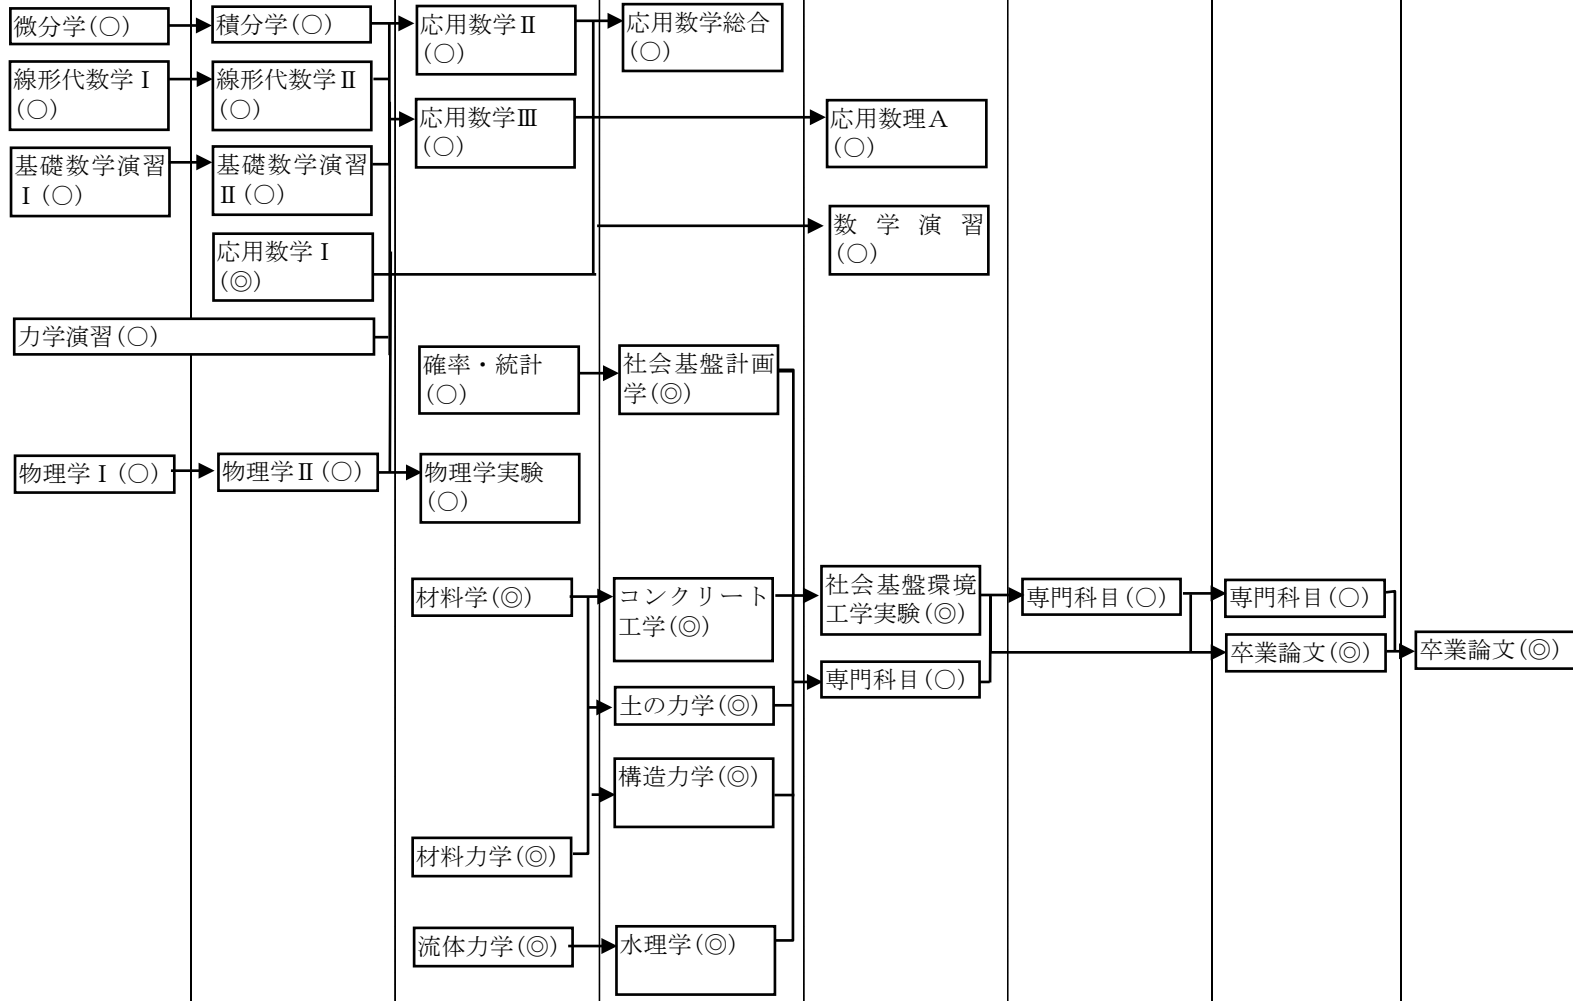 微分学(○)
積分学(○)
応用数学Ⅱ
(○)
応用数学総合
(○)
線形代数学Ⅰ
(○)
線形代数学Ⅱ
(○)
応用数学Ⅲ
(○)
応用数理A
(○)
基礎数学演習
Ⅰ(○)
基礎数学演習
Ⅱ(○)
数学演習
(○)
応用数学Ⅰ
(◎)
力学演習(○)
確率・統計
(○)
社会基盤計画
学(◎)
物理学Ⅰ(○)
物理学Ⅱ(○)
物理学実験
(○)
材料学(◎)
コンクリート
工学(◎)
社会基盤環境
工学実験(◎)
専門科目(○)
専門科目(○)
卒業論文(◎)
卒業論文(◎)
専門科目(○)
土の力学(◎)
構造力学(◎)
材料力学(◎)
流体力学(◎)
水理学(◎)